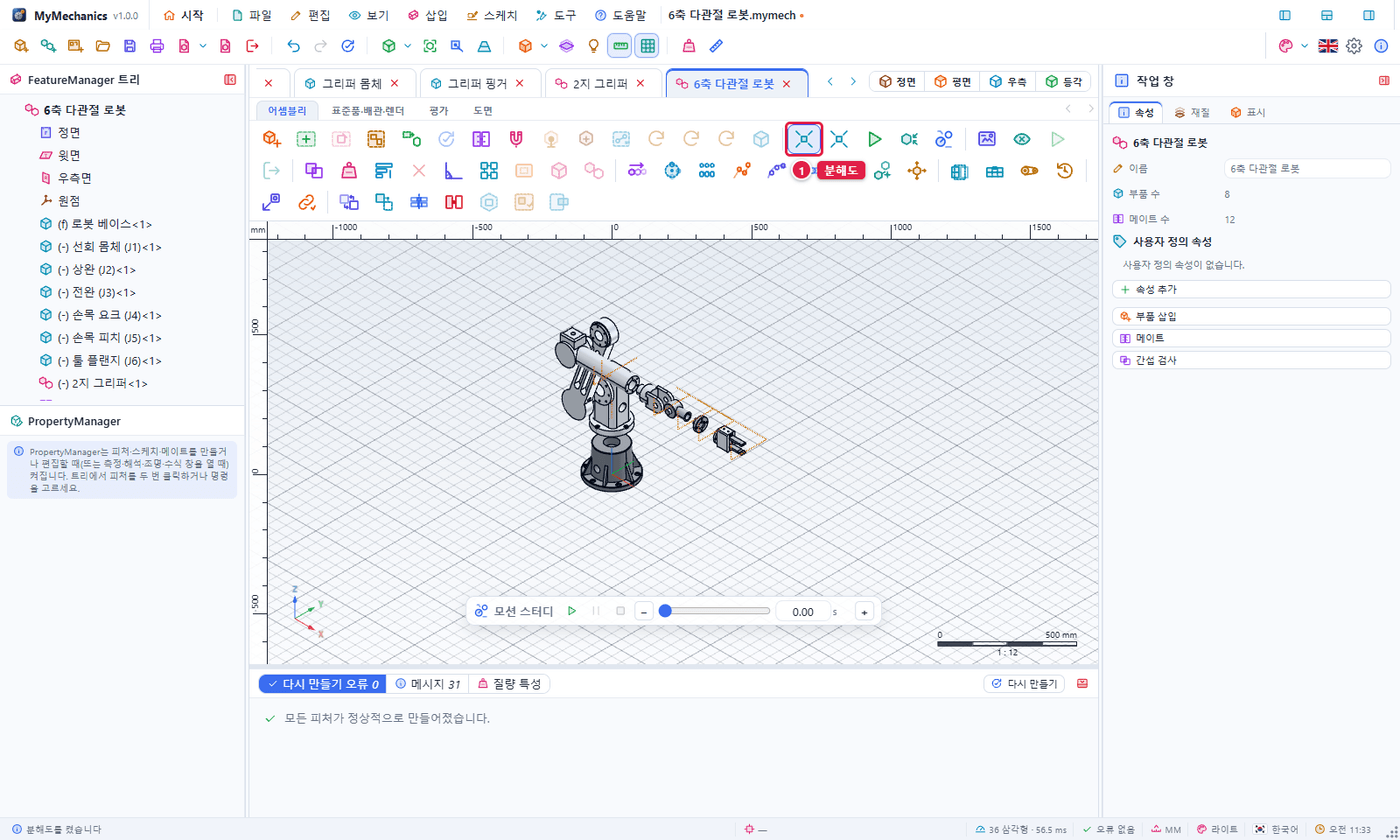 MyMechanics v1.0.0 시작 파일 편집 보기 삽입 스케치 도구 도움말 6축 다관절 로봇.mymech
FeatureManager 트리
6축 다관절 로봇
정면
윗면
우측면
원점
(f) 로봇 베이스<1>
(-) 선회 몸체 (J1)<1>
(-) 상완 (J2)<1>
(-) 전완 (J3)<1>
(-) 손목 요크 (J4)<1>
(-) 손목 피치 (J5)<1>
(-) 툴 플랜지 (J6)<1>
(-) 2지 그리퍼<1>
PropertyManager
PropertyManager는 피처·스케치·메이트를 만들거
나 편집할 때(또는 측정·해석·조명·수식 창을 열 때)
켜집니다. 트리에서 피처를 두 번 클릭하거나 명령
을 고르세요.
그리퍼 몸체 그리퍼 핑거 2지 그리퍼 6축 다관절 로봇 정면 평면 우측 등각
어셈블리 표준품·배관·렌더 평가 도면
1 분해도
mm -1000 -500 0 500 1000 1500
500
0
-500
Z
Y
X
모션 스터디 0.00 s
0 500 mm
1 : 12
다시 만들기 오류 0 메시지 31 질량 특성 다시 만들기
모든 피처가 정상적으로 만들어졌습니다.
작업 창
속성 재질 표시
6축 다관절 로봇
이름 6축 다관절 로봇
부품 수 8
메이트 수 12
사용자 정의 속성
사용자 정의 속성이 없습니다.
속성 추가
부품 삽입
메이트
간섭 검사
분해도를 켰습니다 — 36 삼각형 · 56.5 ms 오류 없음 MM 라이트 한국어 오전 11:33